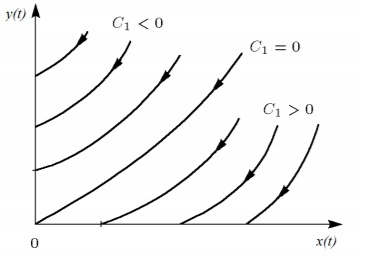 y(t)
C₁ < 0
C₁ = 0
C₁ > 0
0
x(t)